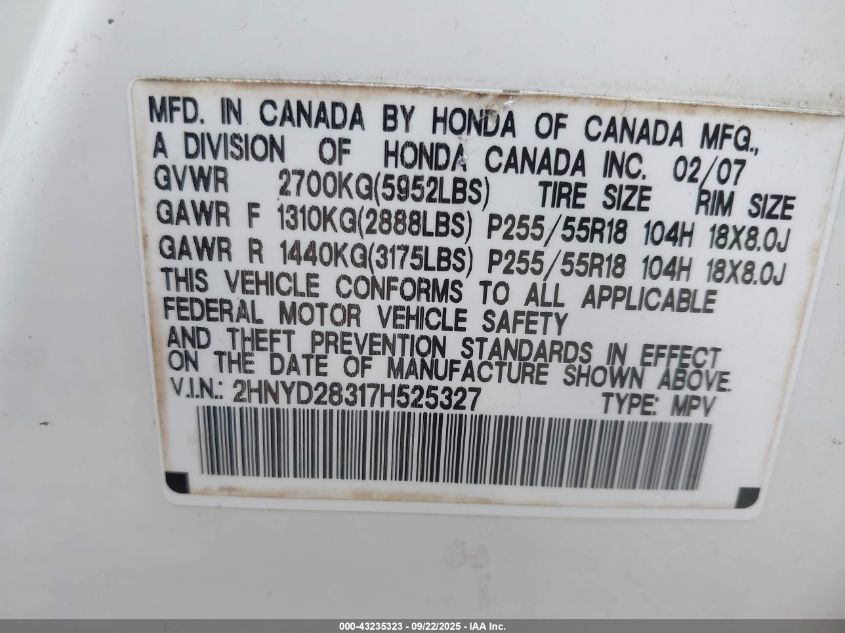 MFD. IN CANADA BY HONDA OF CANADA MFG.,
A DIVISION OF HONDA CANADA INC. 02/07
GVWR 2700KG(5952LBS) TIRE SIZE RIM SIZE
GAWR F 1310KG(2888LBS) P255/55R18 104H 18X8.0J
GAWR R 1440KG(3175LBS) P255/55R18 104H 18X8.0J
THIS VEHICLE CONFORMS TO ALL APPLICABLE
FEDERAL MOTOR VEHICLE SAFETY
AND THEFT PREVENTION STANDARDS IN EFFECT
ON THE DATE OF MANUFACTURE SHOWN ABOVE.
V.I.N.: 2HNYD28317H525327 TYPE: MPV
000-43235323 - 09/22/2025 - IAA Inc.